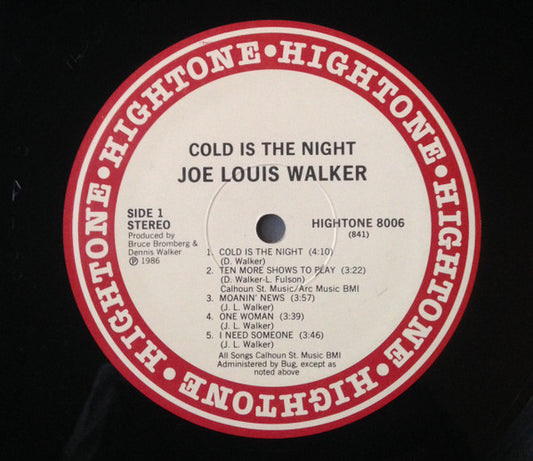 HIGHTONE • HIGHTONE • HIGHTONE • HIGHTONE • HIGHTONE • HIGHTONE •
COLD IS THE NIGHT
JOE LOUIS WALKER
SIDE 1
STEREO
Produced by
Bruce Bromberg &
Dennis Walker
℗ 1986
HIGHTONE 8006
(841)
1. COLD IS THE NIGHT (4:10)
(D. Walker)
2. TEN MORE SHOWS TO PLAY (3:22)
(D. Walker-L. Fulson)
Calhoun St. Music/Arc Music BMI
3. MOANIN' NEWS (3:57)
(J. L. Walker)
4. ONE WOMAN (3:39)
(J. L. Walker)
5. I NEED SOMEONE (3:46)
(J. L. Walker)
All Songs Calhoun St. Music BMI
Administered by Bug, except as
noted above